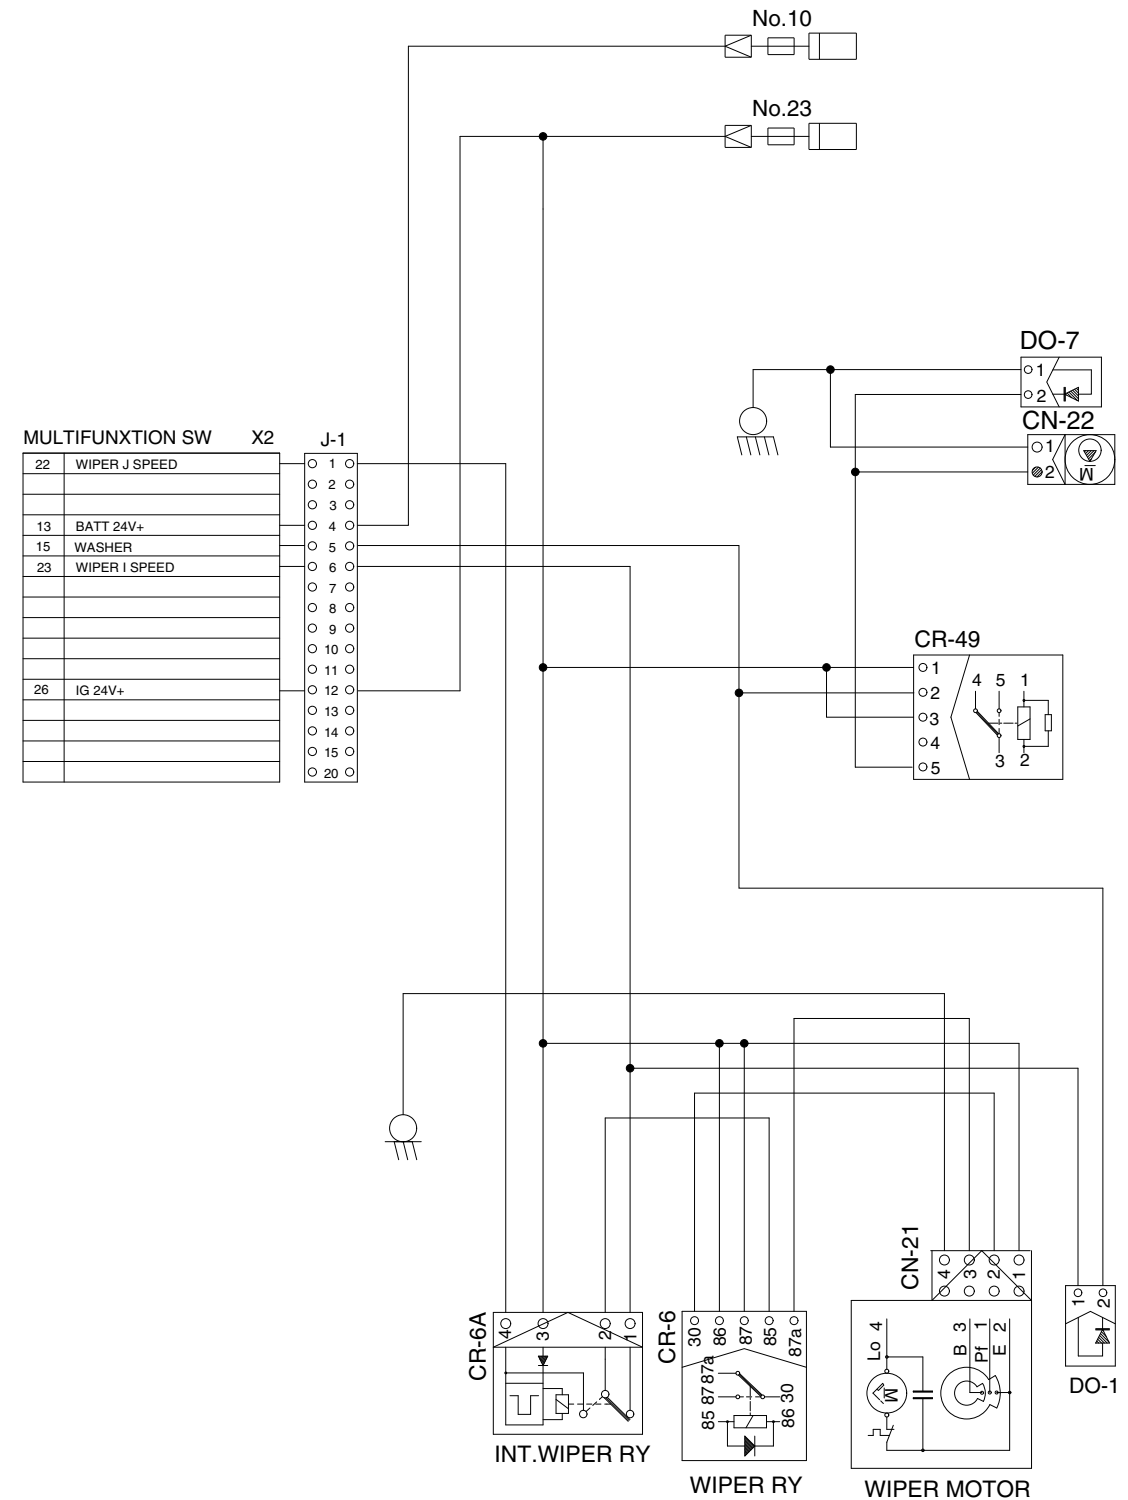 No.10
No.23
DO-7
1
2
CN-22
1
2
M
MULTIFUNXTION SW X2 J-1
22 WIPER J SPEED 1
2
3
13 BATT 24V+ 4
15 WASHER 5
23 WIPER I SPEED 6
7
8
9
10
11
26 IG 24V+ 12
13
14
15
20
CR-49
1
2
3
4
5
4 5 1
3 2
CR-6A
4 3 2 1
INT.WIPER RY
CR-6
30 86 87 85 87a
85 87 87a
86 30
WIPER RY
CN-21
4 3 2 1
Lo 4
B 3
Pf 1
E 2
M
WIPER MOTOR
1 2
DO-1